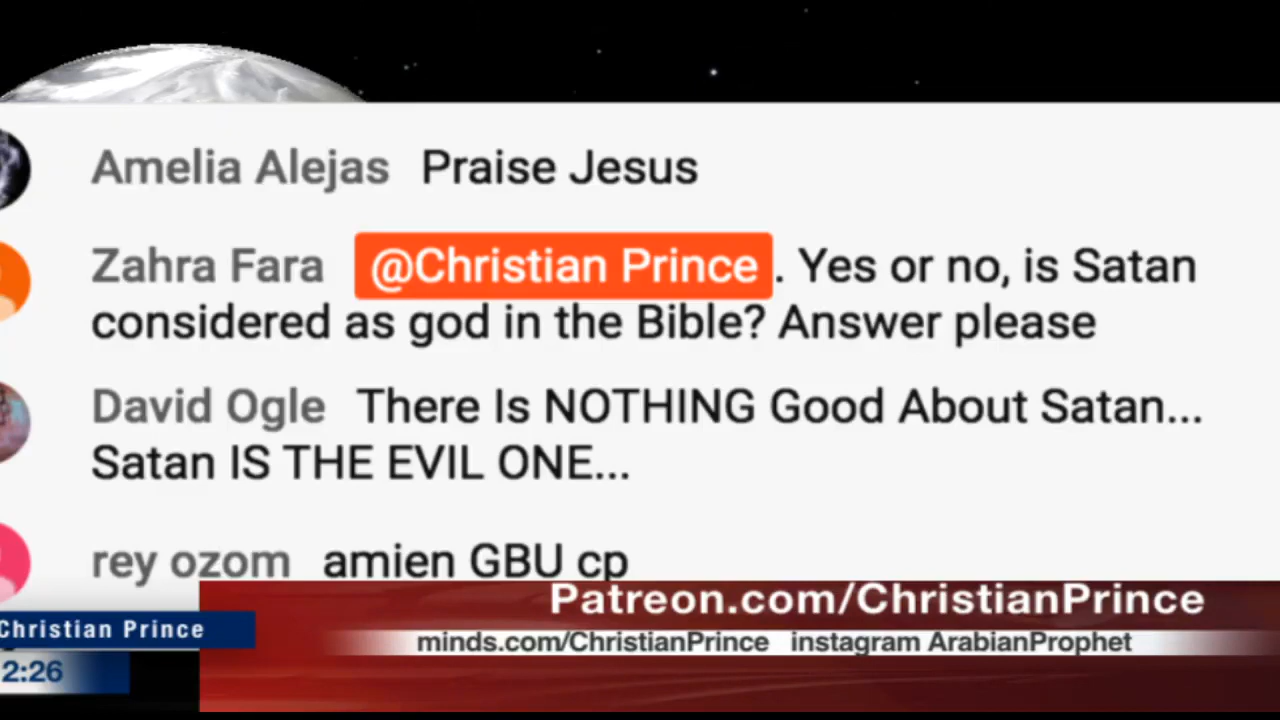 Amelia Alejas Praise Jesus
Zahra Fara @Christian Prince. Yes or no, is Satan
considered as god in the Bible? Answer please
David Ogle There Is NOTHING Good About Satan...
Satan IS THE EVIL ONE...
rey ozom amien GBU cp
Patreon.com/ChristianPrince
Christian Prince
minds.com/ChristianPrince instagram ArabianProphet
2:26